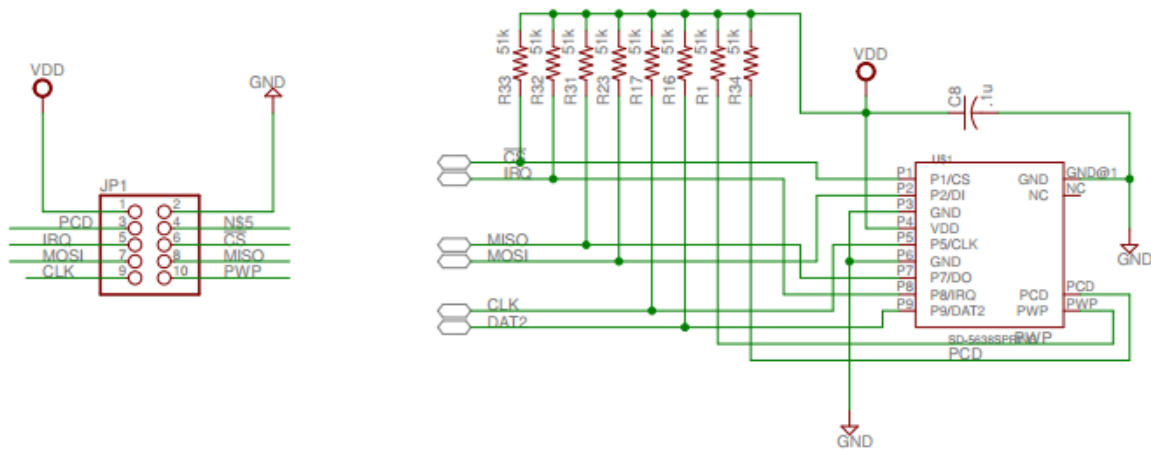 51k 51k 51k 51k 51k 51k 51k 51k
R33 R32 R31 R23 R17 R16 R1 R34
VDD
GND
VDD
C8 .1u
JP1
1 2
PCD 3 4 N$5
IRQ 5 6 CS
MOSI 7 8 MISO
CLK 9 10 PWP
CS
IRQ
MISO
MOSI
CLK
DAT2
U$1
P1 P1/CS GND GND@1
P2 P2/DI NC NC
P3 GND
P4 VDD
P5 P5/CLK
P6 GND
P7 P7/DO
P8 P8/IRQ PCD PCD
P9 P9/DAT2 PWP PWP
PWP
PCD
GND
GND